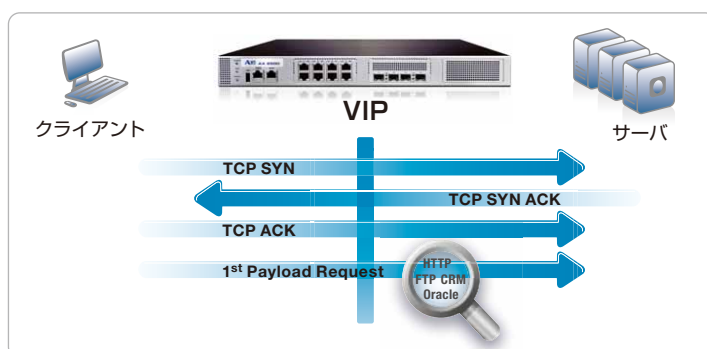 クライアント
VIP
サーバ
TCP SYN
TCP SYN ACK
TCP ACK
1st Payload Request
HTTP
FTP CRM
Oracle